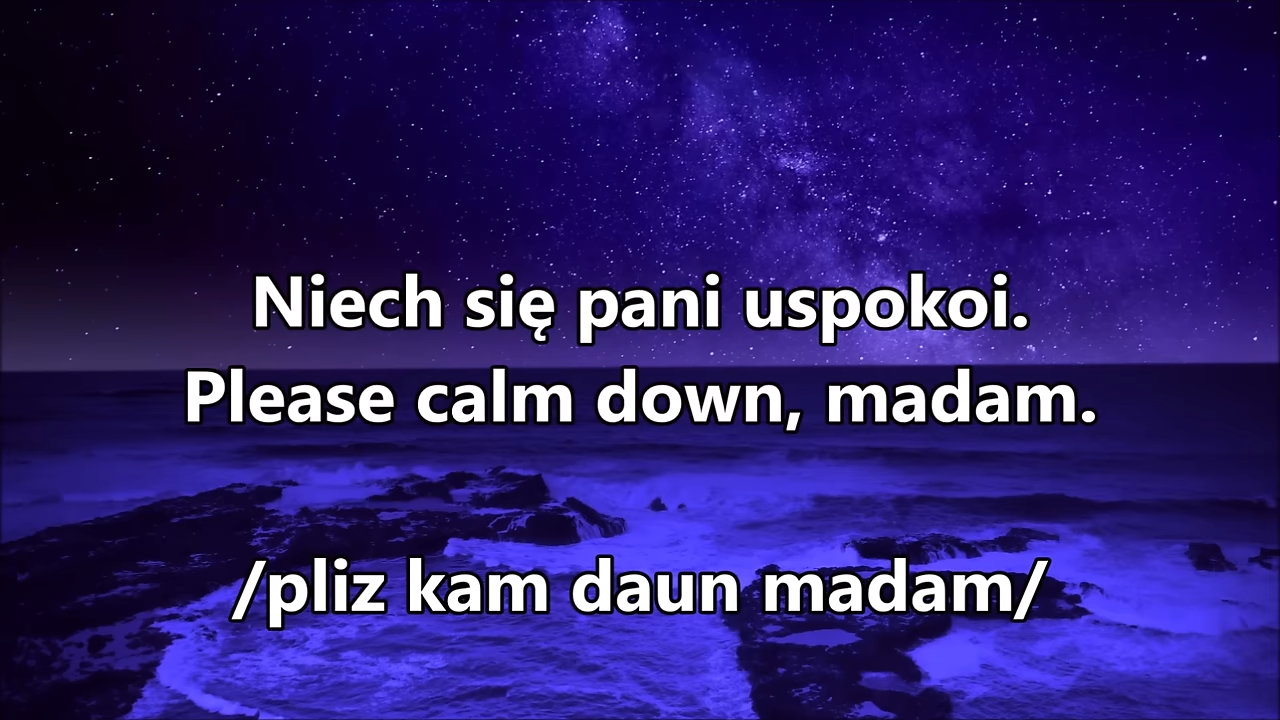 Niech się pani uspokoi.
Please calm down, madam.
/pliz kam daun madam/